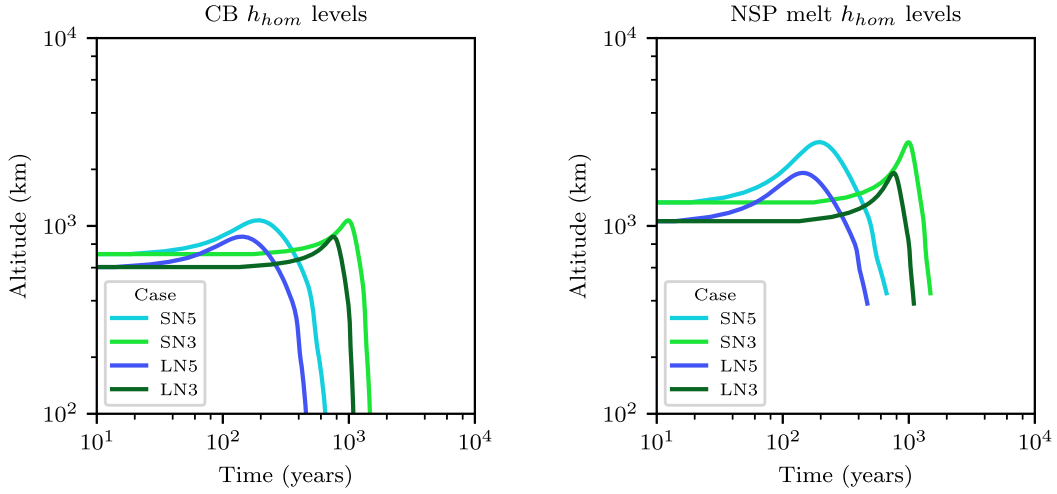 CB h_hom levels
10^4
10^3
10^2
Altitude (km)
Case
SN5
SN3
LN5
LN3
10^1 10^2 10^3 10^4
Time (years)
NSP melt h_hom levels
10^4
10^3
10^2
Altitude (km)
Case
SN5
SN3
LN5
LN3
10^1 10^2 10^3 10^4
Time (years)